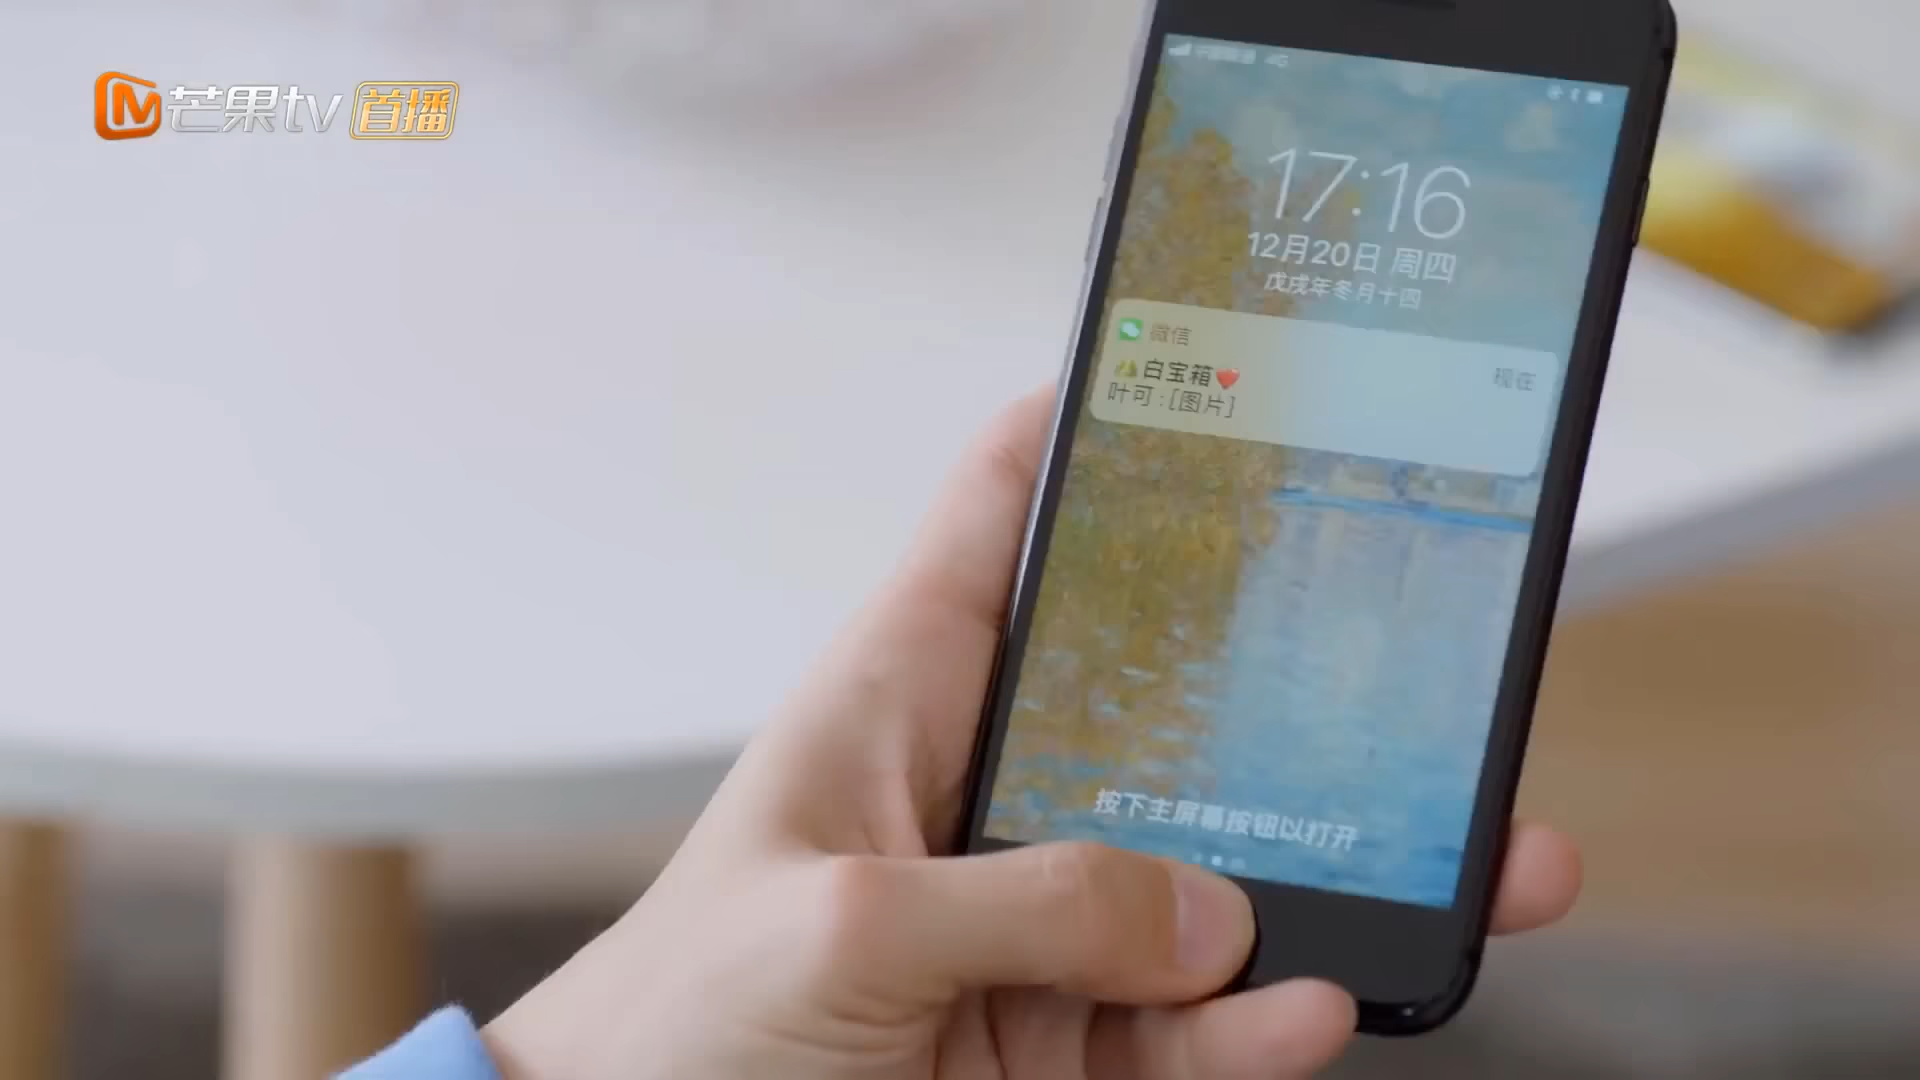 芒果tv 首播
4G
17:16
12月20日 周四
戊戌年冬月十四
微信
现在
白宝箱❤️
叶可:[图片]
按下主屏幕按钮以打开